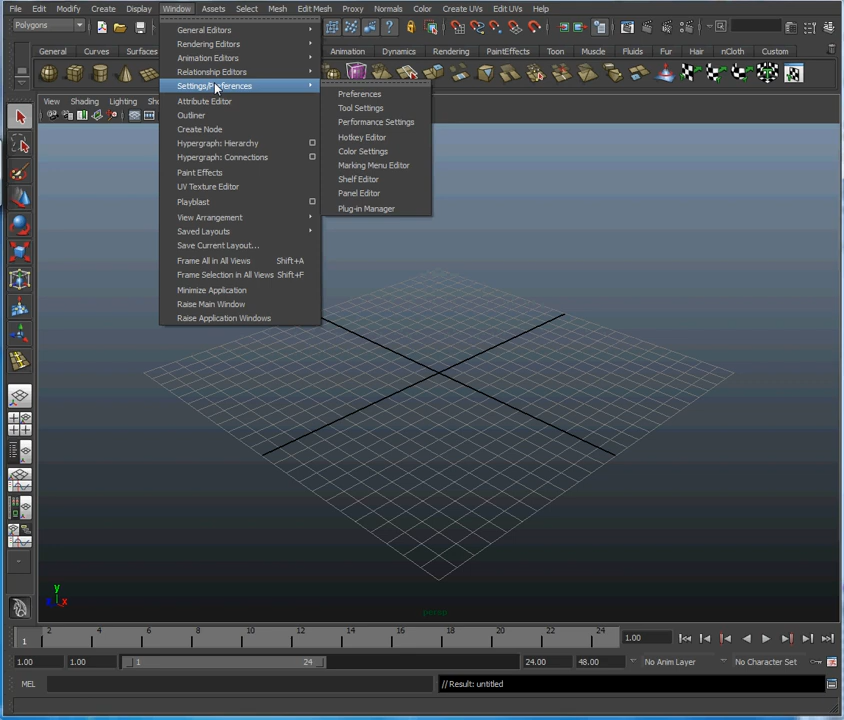 File Edit Modify Create Display Window Assets Select Mesh Edit Mesh Proxy Normals Color Create UVs Edit UVs Help
Polygons
General Curves Surfaces Animation Dynamics Rendering PaintEffects Toon Muscle Fluids Fur Hair nCloth Custom
View Shading Lighting
General Editors
Rendering Editors
Animation Editors
Relationship Editors
Settings/Preferences
Attribute Editor
Outliner
Create Node
Hypergraph: Hierarchy
Hypergraph: Connections
Paint Effects
UV Texture Editor
Playblast
View Arrangement
Saved Layouts
Save Current Layout...
Frame All in All Views Shift+A
Frame Selection in All Views Shift+F
Minimize Application
Raise Main Window
Raise Application Windows
Preferences
Tool Settings
Performance Settings
Hotkey Editor
Color Settings
Marking Menu Editor
Shelf Editor
Panel Editor
Plug-in Manager
y
x
persp
1 2 4 6 8 10 12 14 16 18 20 22 24 1.00
1.00 1.00 1 24 24.00 48.00 No Anim Layer No Character Set
MEL // Result: untitled